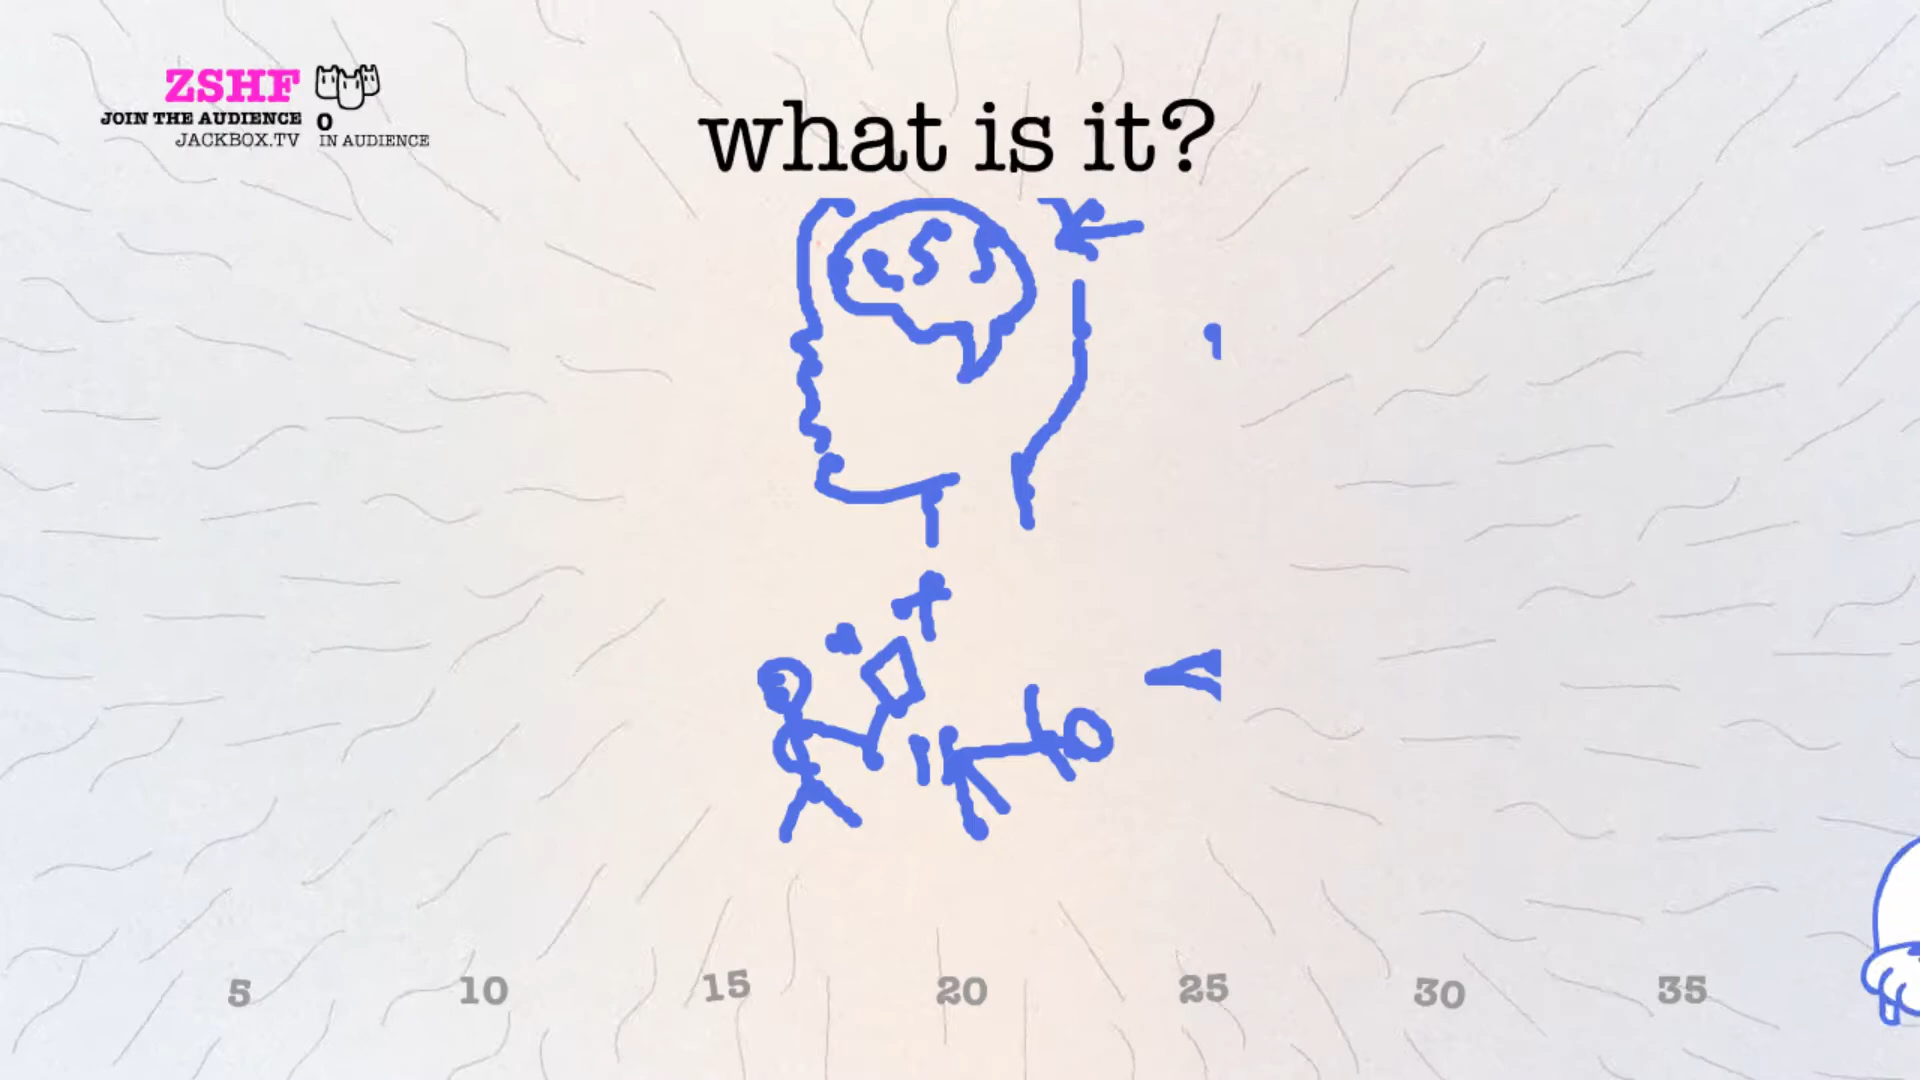 ZSHF
JOIN THE AUDIENCE
JACKBOX.TV
0
IN AUDIENCE
what is it?
5 10 15 20 25 30 35